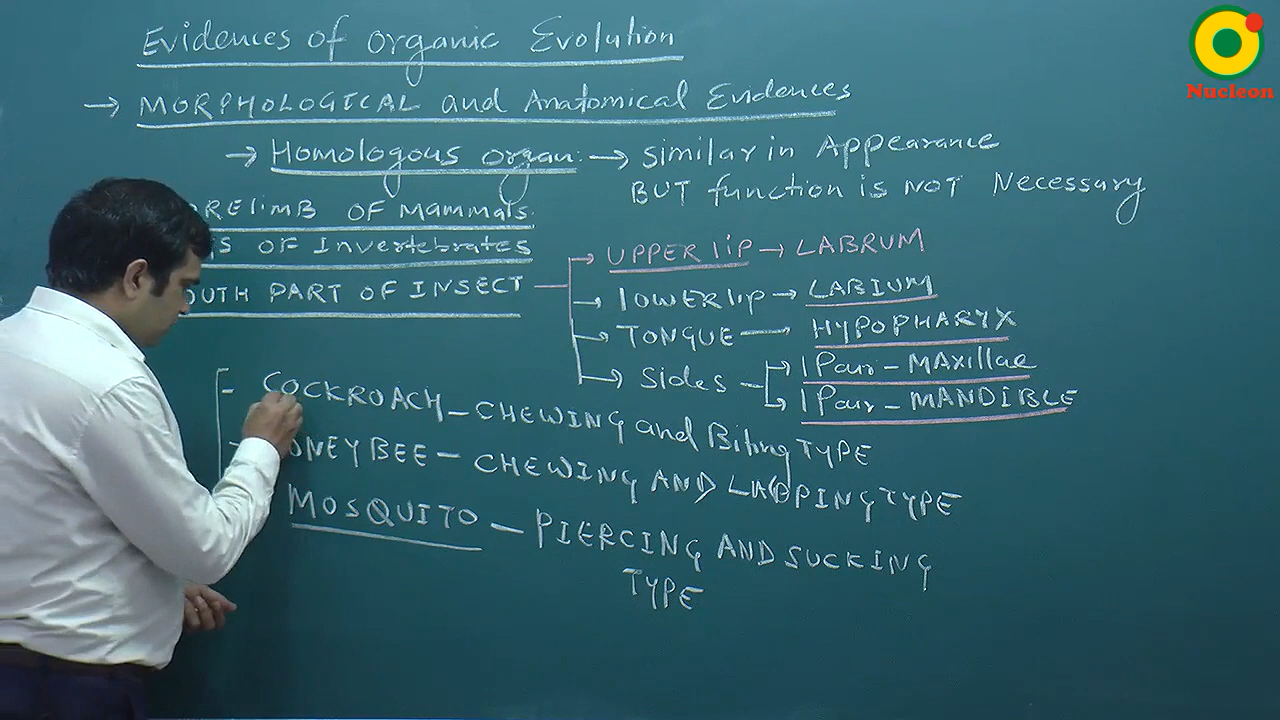 Evidences of organic Evolution
→ MORPHOLOGICAL and Anatomical Evidences
→ Homologous organ: → similar in Appearance
BUT function is NOT Necessary
OF Mammals.
OF Invertebrates
PART OF INSECT
→ UPPER lip → LABRUM
→ lOWER lip → LABIUM
→ TONGUE → HYPOPHARYX
→ Sides → 1 Pair - MAXillae
→ 1 Pair - MANDIBLE
- COCKROACH - CHEWING and Biting TYPE
- CHEWING AND LAPPING TYPE
MOSQUITO - PIERCING AND SUCKING
TYPE
Nucleon